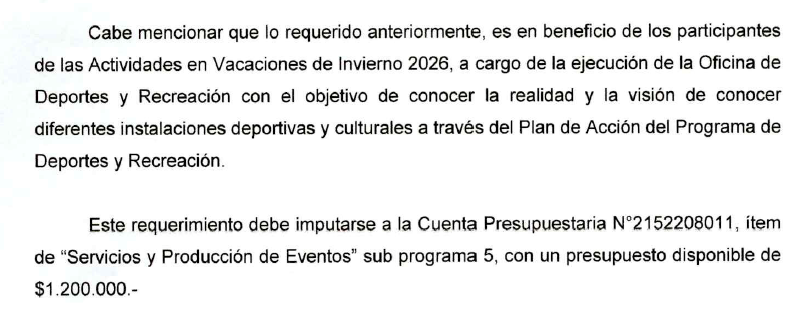 Cabe mencionar que lo requerido anteriormente, es en beneficio de los participantes
de las Actividades en Vacaciones de Invierno 2026, a cargo de la ejecución de la Oficina de
Deportes y Recreación con el objetivo de conocer la realidad y la visión de conocer
diferentes instalaciones deportivas y culturales a través del Plan de Acción del Programa de
Deportes y Recreación.
Este requerimiento debe imputarse a la Cuenta Presupuestaria N°2152208011, ítem
de “Servicios y Producción de Eventos” sub programa 5, con un presupuesto disponible de
$1.200.000.-